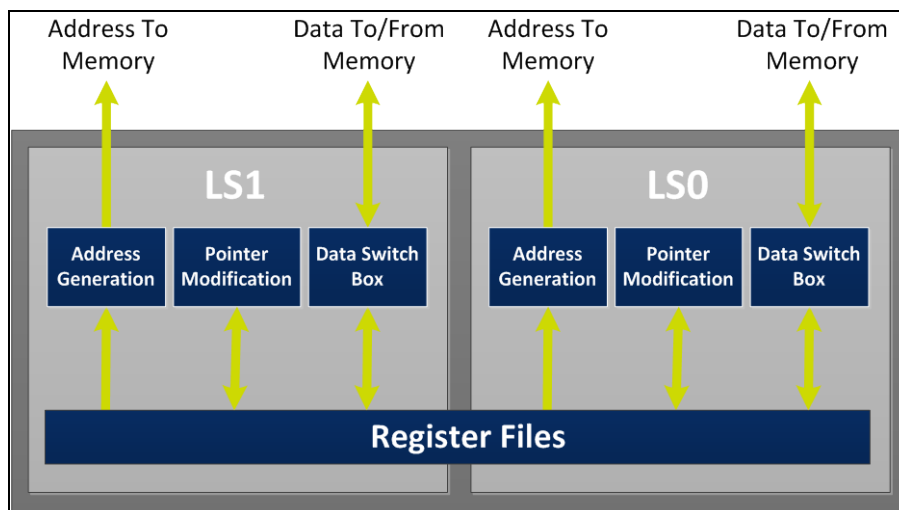 Address To
Memory
Data To/From
Memory
Address To
Memory
Data To/From
Memory
LS1
LS0
Address
Generation
Pointer
Modification
Data Switch
Box
Address
Generation
Pointer
Modification
Data Switch
Box
Register Files